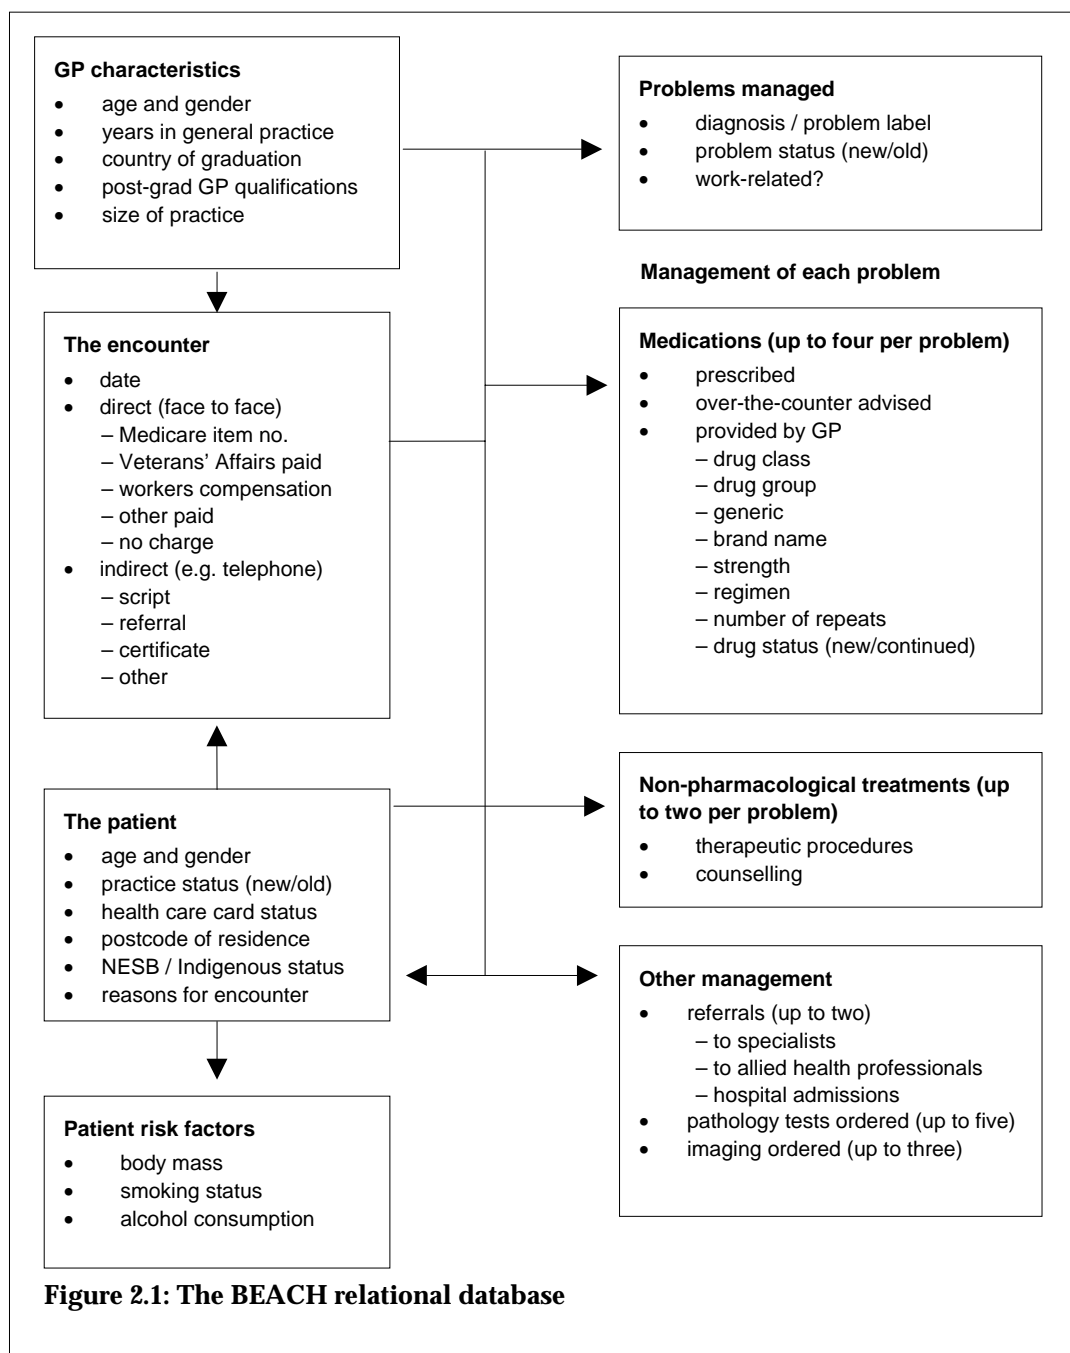 GP characteristics
• age and gender
• years in general practice
• country of graduation
• post-grad GP qualifications
• size of practice
The encounter
• date
• direct (face to face)
– Medicare item no.
– Veterans’ Affairs paid
– workers compensation
– other paid
– no charge
• indirect (e.g. telephone)
– script
– referral
– certificate
– other
The patient
• age and gender
• practice status (new/old)
• health care card status
• postcode of residence
• NESB / Indigenous status
• reasons for encounter
Patient risk factors
• body mass
• smoking status
• alcohol consumption
Problems managed
• diagnosis / problem label
• problem status (new/old)
• work-related?
Management of each problem
Medications (up to four per problem)
• prescribed
• over-the-counter advised
• provided by GP
– drug class
– drug group
– generic
– brand name
– strength
– regimen
– number of repeats
– drug status (new/continued)
Non-pharmacological treatments (up
to two per problem)
• therapeutic procedures
• counselling
Other management
• referrals (up to two)
– to specialists
– to allied health professionals
– hospital admissions
• pathology tests ordered (up to five)
• imaging ordered (up to three)
Figure 2.1: The BEACH relational database